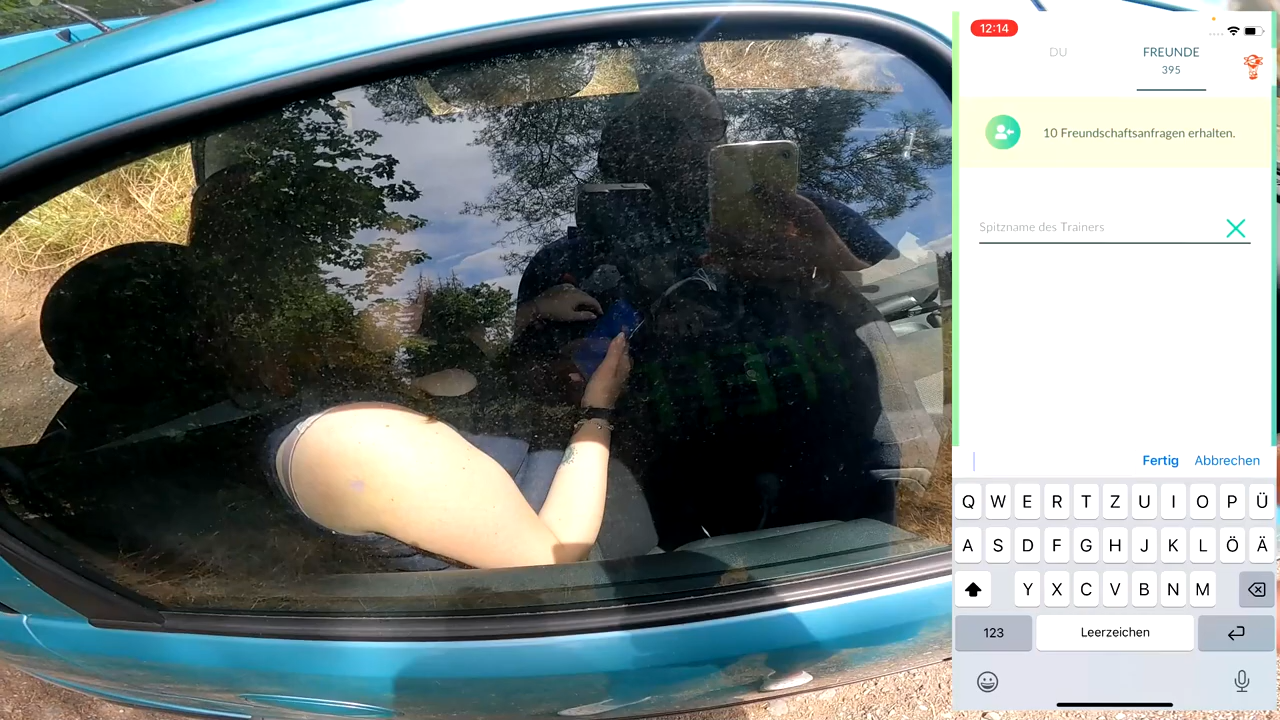 12:14
DU
FREUNDE
395
10 Freundschaftsanfragen erhalten.
Spitzname des Trainers
Fertig Abbrechen
Q W E R T Z U I O P Ü
A S D F G H J K L Ö Ä
Y X C V B N M
123 Leerzeichen